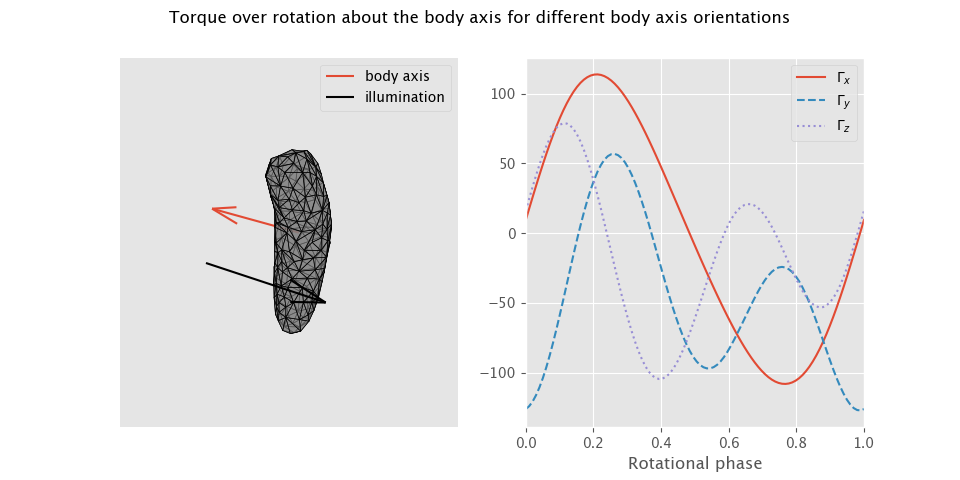 Torque over rotation about the body axis for different body axis orientations
body axis
illumination
Γx
Γy
Γz
100
50
0
−50
−100
0.0 0.2 0.4 0.6 0.8 1.0
Rotational phase